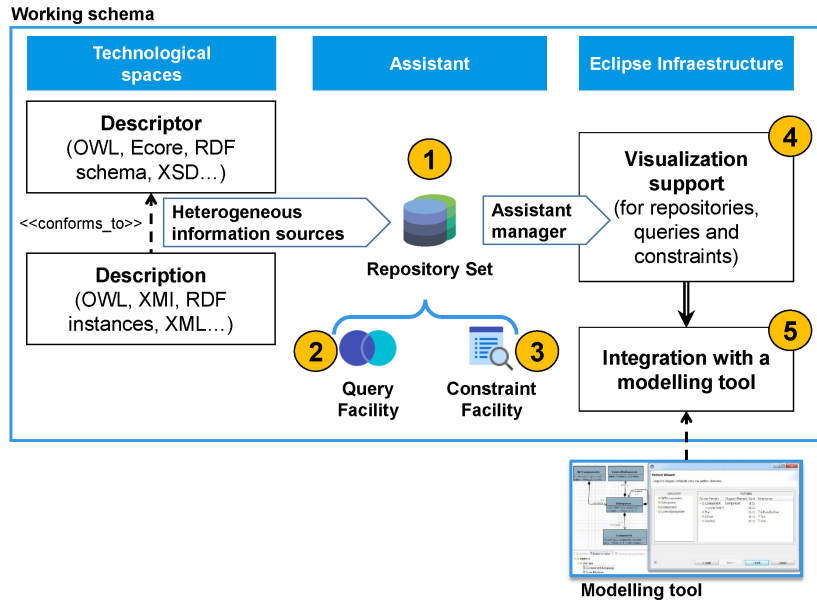 Working schema
Technological
spaces
Assistant
Eclipse Infraestructure
Descriptor
(OWL, Ecore, RDF
schema, XSD…)
<<conforms_to>>
Description
(OWL, XMI, RDF
instances, XML…)
Heterogeneous
information sources
1
Repository Set
2
Query
Facility
3
Constraint
Facility
Assistant
manager
4
Visualization
support
(for repositories,
queries and
constraints)
5
Integration with a
modelling tool
Pattern Wizard
Modelling tool